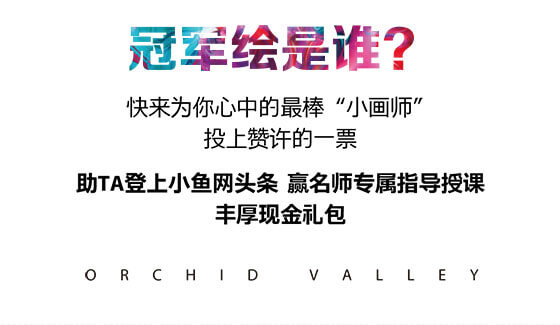 冠军绘是谁?
快来为你心中的最棒“小画师”
投上赞许的一票
助TA登上小鱼网头条 赢名师专属指导授课
丰厚现金礼包
ORCHID VALLEY